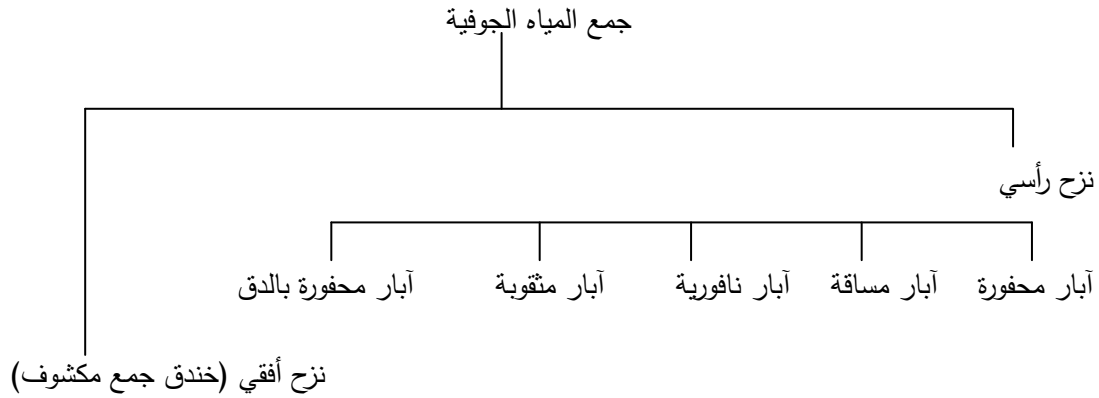 جمع المياه الجوفية
نزح رأسي
آبار محفورة آبار مساقة آبار نافورية آبار مثقوبة آبار محفورة بالدق
نزح أفقي (خندق جمع مكشوف)